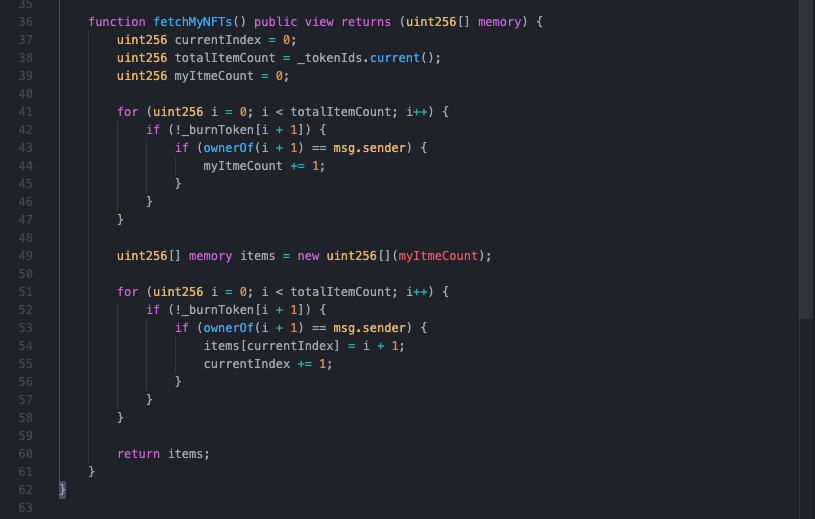 35
36 function fetchMyNFTs() public view returns (uint256[] memory) {
37 uint256 currentIndex = 0;
38 uint256 totalItemCount = _tokenIds.current();
39 uint256 myItmeCount = 0;
40
41 for (uint256 i = 0; i < totalItemCount; i++) {
42 if (!_burnToken[i + 1]) {
43 if (ownerOf(i + 1) == msg.sender) {
44 myItmeCount += 1;
45 }
46 }
47 }
48
49 uint256[] memory items = new uint256[](myItmeCount);
50
51 for (uint256 i = 0; i < totalItemCount; i++) {
52 if (!_burnToken[i + 1]) {
53 if (ownerOf(i + 1) == msg.sender) {
54 items[currentIndex] = i + 1;
55 currentIndex += 1;
56 }
57 }
58 }
59
60 return items;
61 }
62 }
63